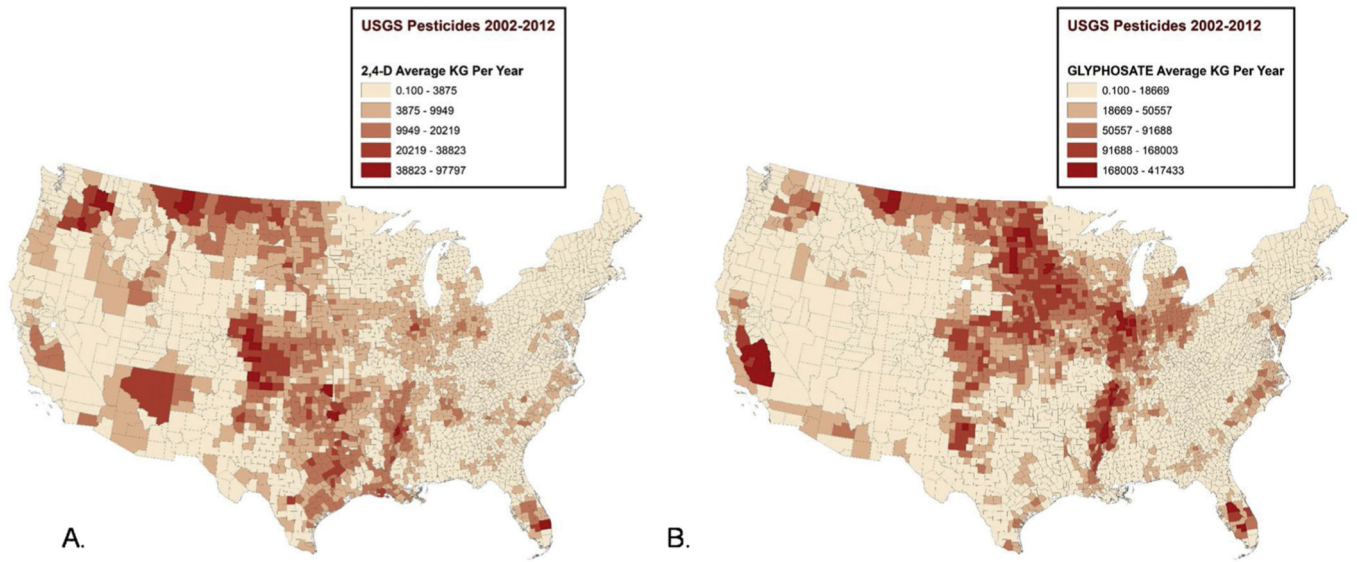 USGS Pesticides 2002-2012
2,4-D Average KG Per Year
0.100 - 3875
3875 - 9949
9949 - 20219
20219 - 38823
38823 - 97797
A.
USGS Pesticides 2002-2012
GLYPHOSATE Average KG Per Year
0.100 - 18669
18669 - 50557
50557 - 91688
91688 - 168003
168003 - 417433
B.